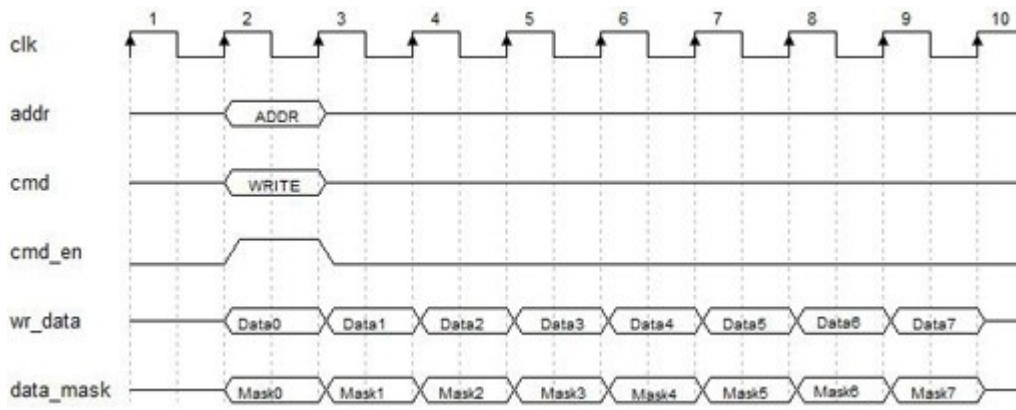 1 2 3 4 5 6 7 8 9 10
clk
addr ADDR
cmd WRITE
cmd_en
wr_data Data0 Data1 Data2 Data3 Data4 Data5 Data6 Data7
data_mask Mask0 Mask1 Mask2 Mask3 Mask4 Mask5 Mask6 Mask7